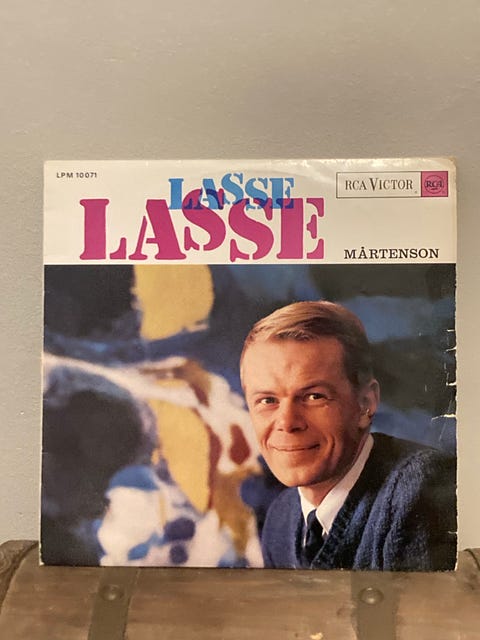 LPM 10071
LASSE
LASSE
RCA VICTOR
RCA
MÅRTENSON